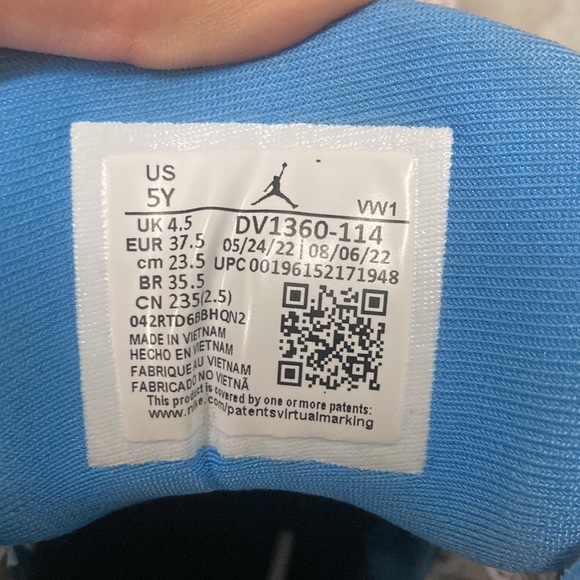 US
5Y
VW1
UK 4.5
EUR 37.5
cm 23.5
BR 35.5
CN 235(2.5)
DV1360-114
05/24/22 | 08/06/22
UPC 00196152171948
042RTD6BBHQN2
MADE IN VIETNAM
HECHO EN VIETNAM
FABRIQUE AU VIETNAM
FABRICADO NO VIETNÃ
This product is covered by one or more patents:
www.nike.com/patentsvirtualmarking